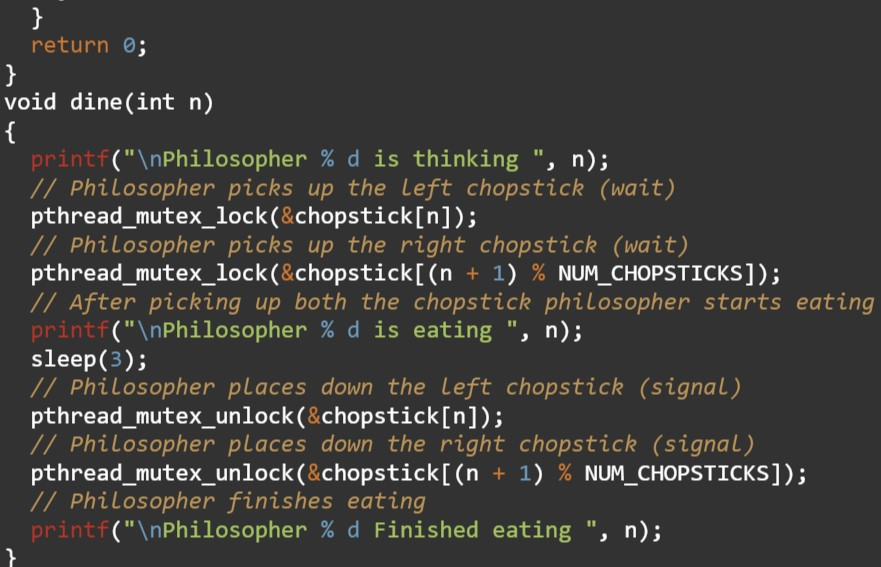 }
return 0;
}
void dine(int n)
{
printf("\nPhilosopher % d is thinking ", n);
// Philosopher picks up the left chopstick (wait)
pthread_mutex_lock(&chopstick[n]);
// Philosopher picks up the right chopstick (wait)
pthread_mutex_lock(&chopstick[(n + 1) % NUM_CHOPSTICKS]);
// After picking up both the chopstick philosopher starts eating
printf("\nPhilosopher % d is eating ", n);
sleep(3);
// Philosopher places down the left chopstick (signal)
pthread_mutex_unlock(&chopstick[n]);
// Philosopher places down the right chopstick (signal)
pthread_mutex_unlock(&chopstick[(n + 1) % NUM_CHOPSTICKS]);
// Philosopher finishes eating
printf("\nPhilosopher % d Finished eating ", n);
}